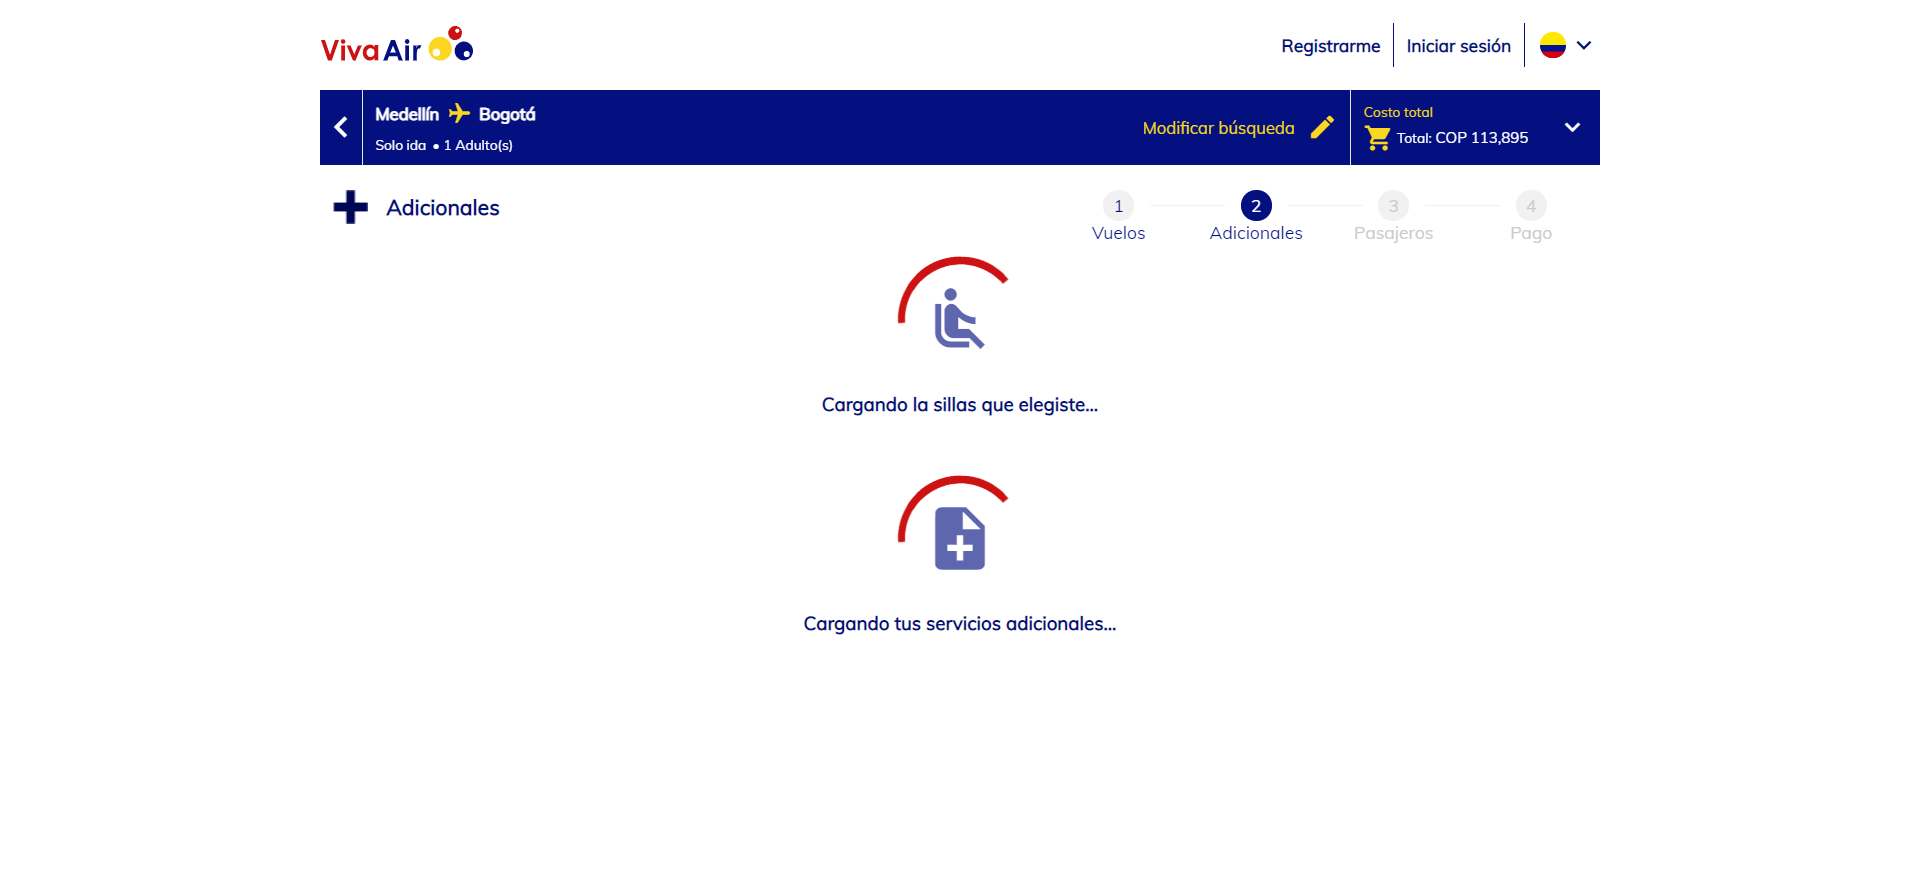 Viva Air
Registrarme
Iniciar sesión
Medellín Bogotá
Solo ida • 1 Adulto(s)
Modificar búsqueda
Costo total
Total: COP 113,895
Adicionales
1 2 3 4
Vuelos Adicionales Pasajeros Pago
Cargando la sillas que elegiste...
Cargando tus servicios adicionales...